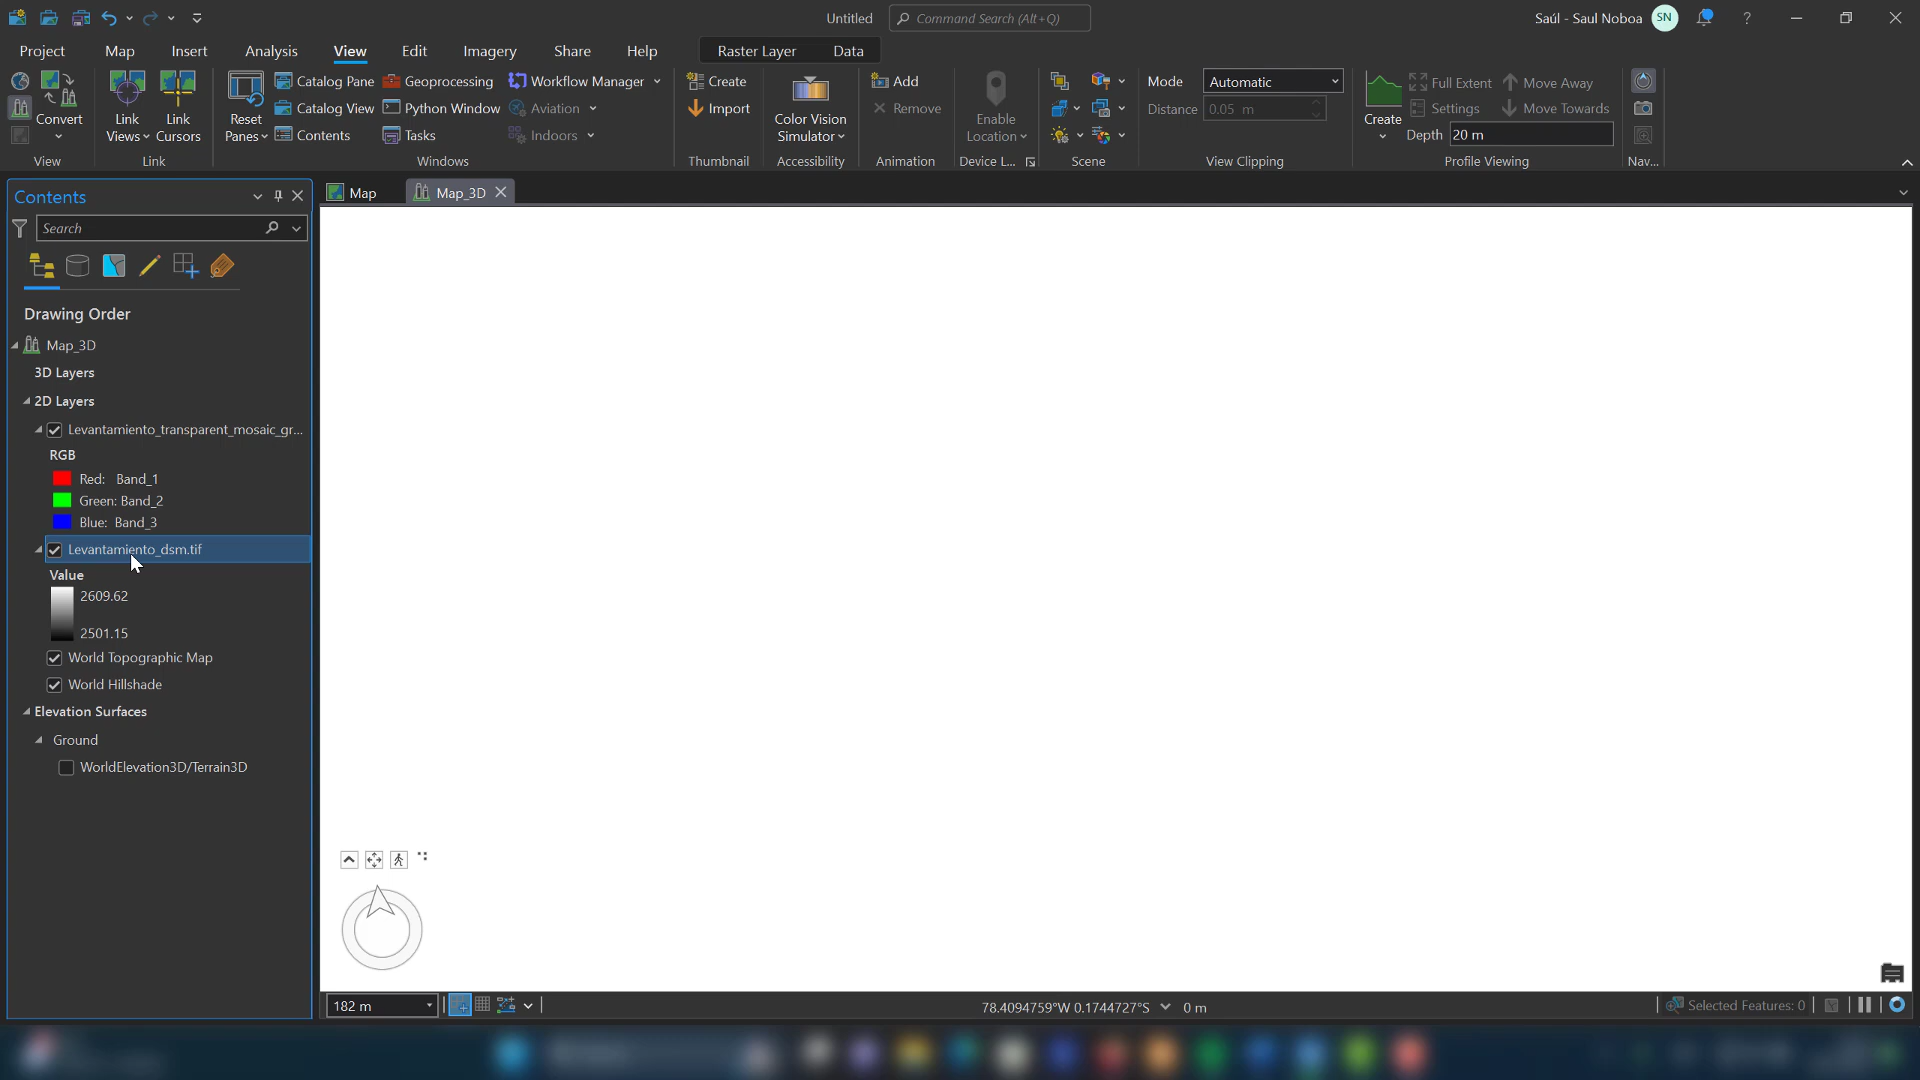 Untitled
Command Search (Alt+Q)
Saúl - Saul Noboa
SN
?
Project
Map
Insert
Analysis
View
Edit
Imagery
Share
Help
Raster Layer
Data
Convert
View
Link Views
Link Cursors
Link
Reset Panes
Catalog Pane
Catalog View
Contents
Geoprocessing
Python Window
Tasks
Workflow Manager
Aviation
Indoors
Windows
Create
Import
Thumbnail
Color Vision Simulator
Accessibility
Add
Remove
Animation
Enable Location
Device L...
Scene
Mode
Automatic
Distance
0.05 m
View Clipping
Create
Full Extent
Settings
Depth
20 m
Move Away
Move Towards
Profile Viewing
Nav...
Contents
Search
Drawing Order
Map_3D
3D Layers
2D Layers
Levantamiento_transparent_mosaic_gr...
RGB
Red: Band_1
Green: Band_2
Blue: Band_3
Levantamiento_dsm.tif
Value
2609.62
2501.15
World Topographic Map
World Hillshade
Elevation Surfaces
Ground
WorldElevation3D/Terrain3D
Map
Map_3D
182 m
78.4094759°W 0.1744727°S
0 m
Selected Features: 0